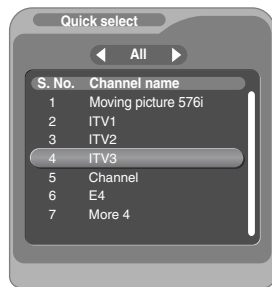 Quick select
All
S. No. Channel name
1 Moving picture 576i
2 ITV1
3 ITV2
4 ITV3
5 Channel
6 E4
7 More 4